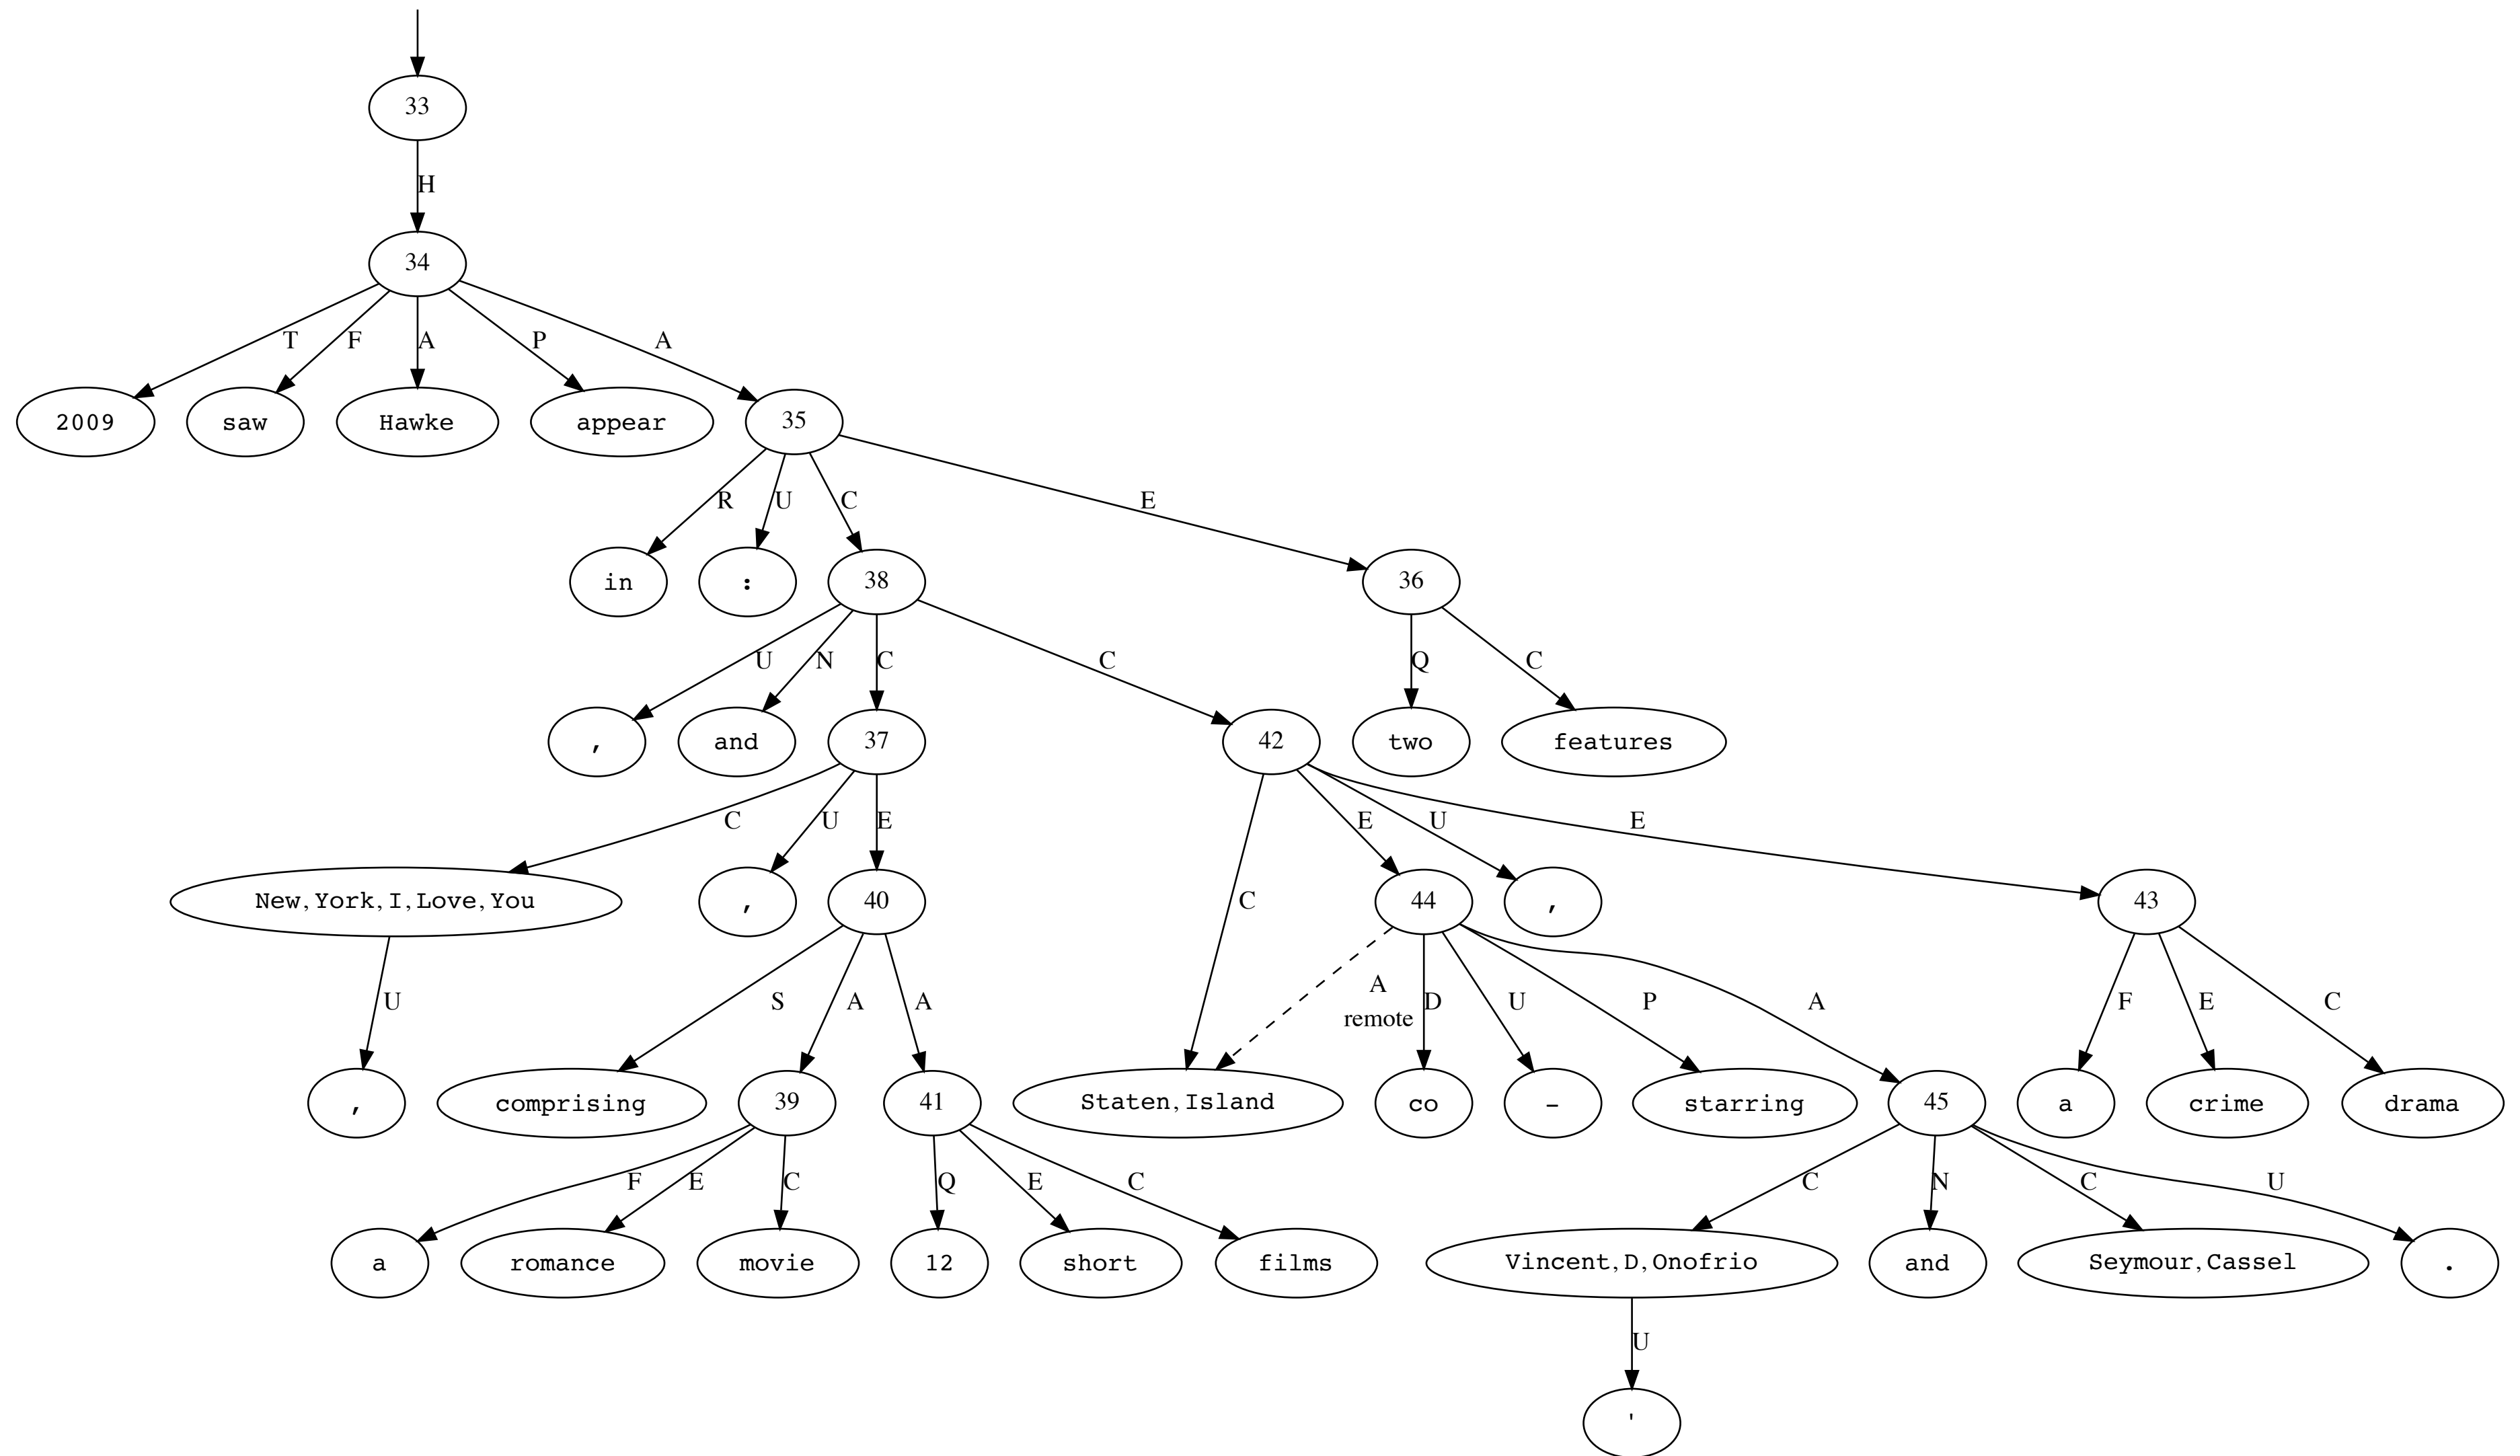 33
H
34
T F A P A
2009 saw Hawke appear 35
R U C E
in : 38 36
U N C C Q C
, and 37 42 two features
C U E C E U E
New,York,I,Love,You , 40 44 , 43
U S A A A remote D U P A F E C
, comprising 39 41 Staten,Island co - starring 45 a crime drama
F E C Q E C C N C U
a romance movie 12 short films Vincent,D,Onofrio and Seymour,Cassel .
U
'